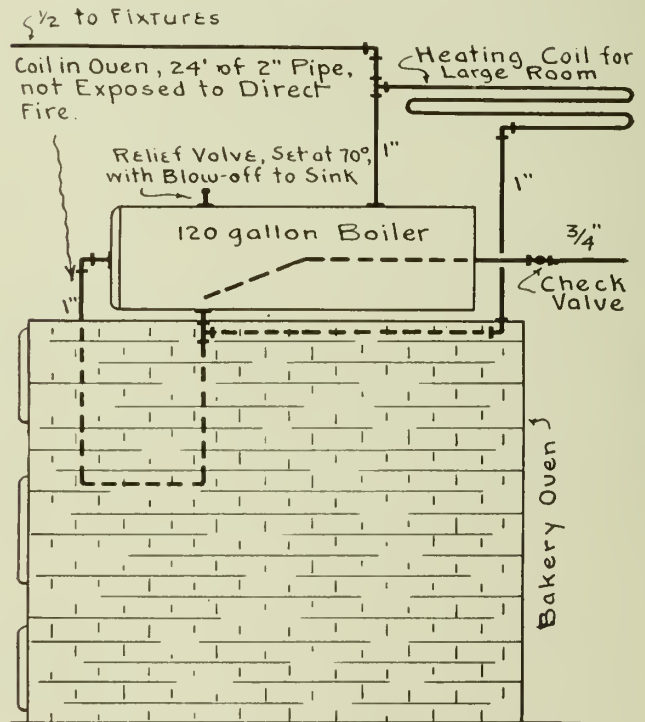 1/2 to Fixtures
Coil in Oven, 24' of 2" Pipe,
not Exposed to Direct
Fire.
Heating Coil for
Large Room
Relief Valve, Set at 70°,
with Blow-off to Sink
1"
1"
120 gallon Boiler
3/4"
Check
Valve
1"
Bakery Oven